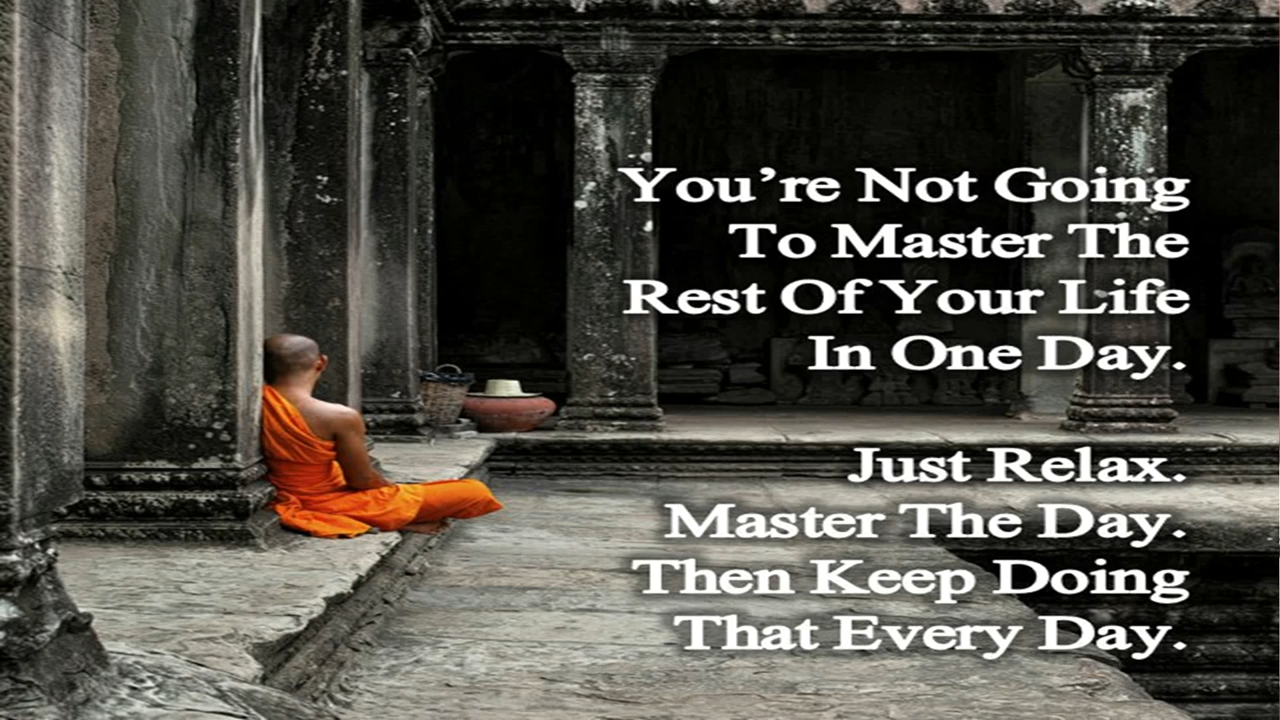 You’re Not Going
To Master The
Rest Of Your Life
In One Day.
Just Relax.
Master The Day.
Then Keep Doing
That Every Day.